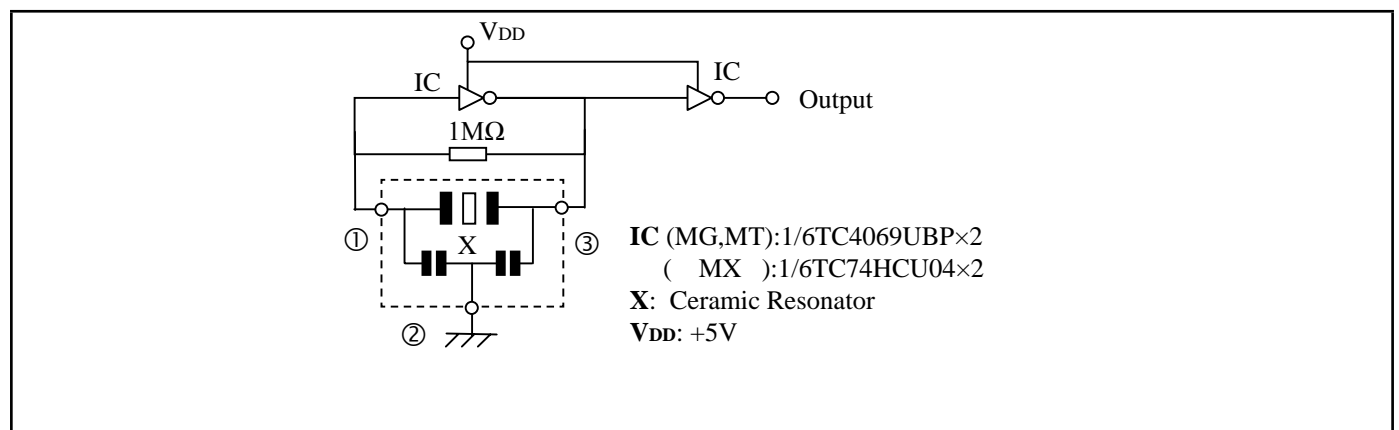 VDD
IC
IC
Output
1MΩ
X
①
③
②
IC (MG,MT):1/6TC4069UBP×2
( MX ):1/6TC74HCU04×2
X: Ceramic Resonator
VDD: +5V